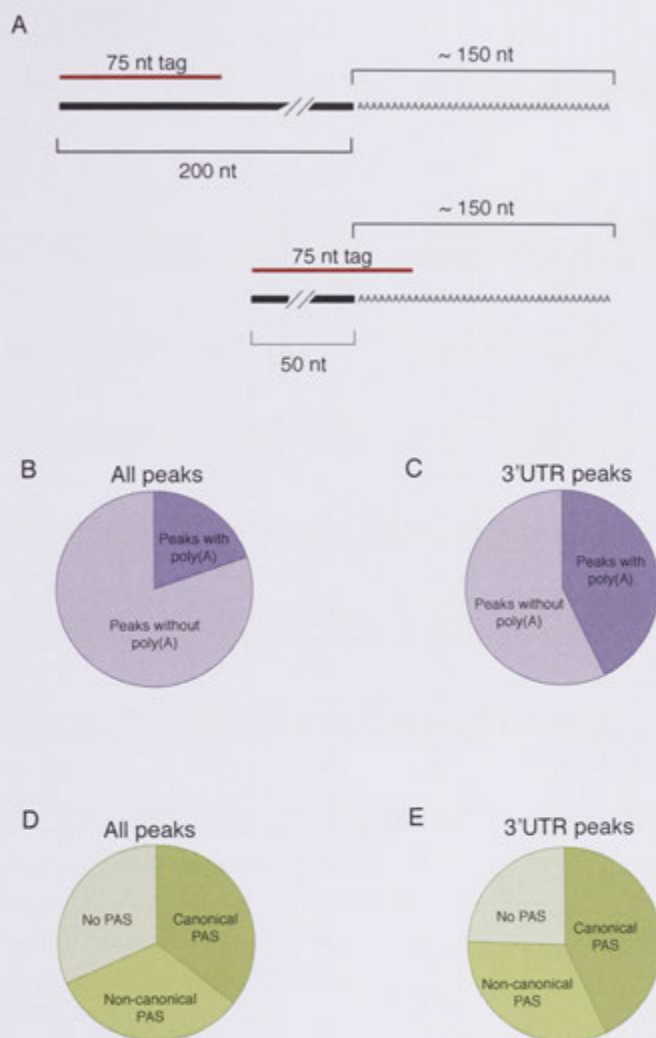 A
75 nt tag
~ 150 nt
AAAAAAAAAAAAAAAAAAAAAAAAAAAAAAAAAAAAAA
200 nt
~ 150 nt
75 nt tag
AAAAAAAAAAAAAAAAAAAAAAAAAAAAAAAAAAAAAA
50 nt
B
All peaks
Peaks with
poly(A)
Peaks without
poly(A)
C
3'UTR peaks
Peaks with
poly(A)
Peaks without
poly(A)
D
All peaks
No PAS
Canonical
PAS
Non-canonical
PAS
E
3'UTR peaks
No PAS
Canonical
PAS
Non-canonical
PAS